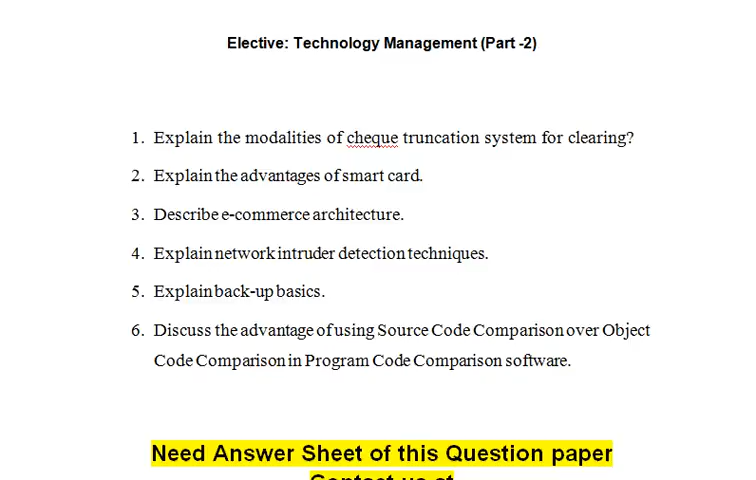 Elective: Technology Management (Part -2)
1. Explain the modalities of cheque truncation system for clearing?
2. Explain the advantages of smart card.
3. Describe e-commerce architecture.
4. Explain network intruder detection techniques.
5. Explain back-up basics.
6. Discuss the advantage of using Source Code Comparison over Object
Code Comparison in Program Code Comparison software.
Need Answer Sheet of this Question paper
Contact us at